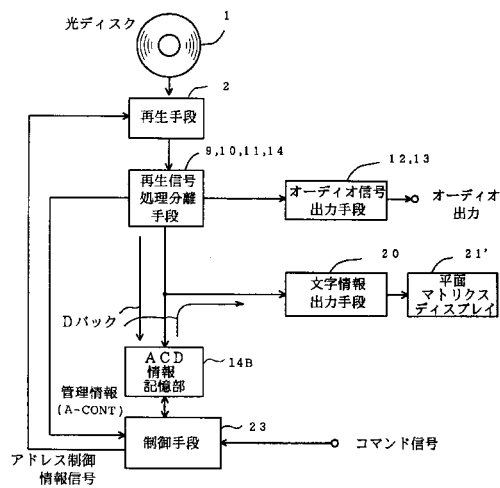 光ディスク
1
2
再生手段
9,10,11,14
再生信号
処理分離
手段
12,13
オーディオ信号
出力手段
オーディオ
出力
20
文字情報
出力手段
21'
平面
マトリクス
ディスプレイ
Dパック
ACD
情報
記憶部
14B
管理情報
(A-CONT)
23
制御手段
コマンド信号
アドレス制御
情報信号